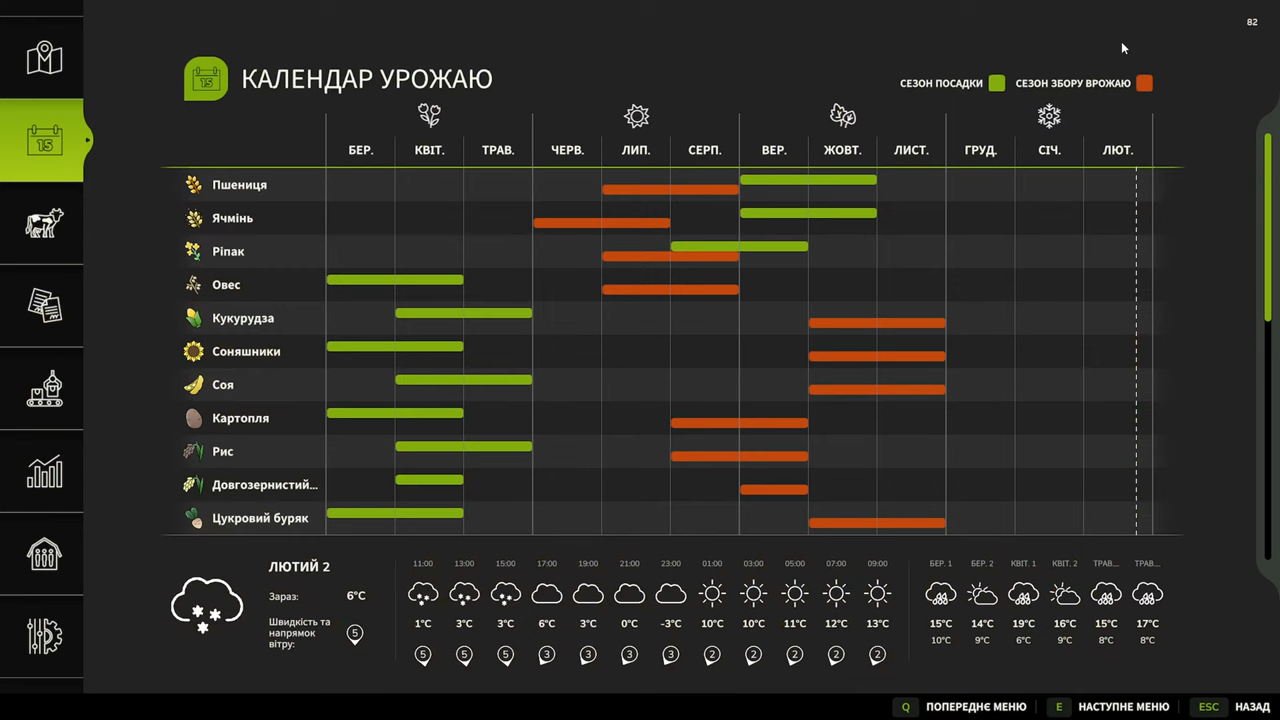 82
15
КАЛЕНДАР УРОЖАЮ
СЕЗОН ПОСАДКИ
СЕЗОН ЗБОРУ ВРОЖАЮ
15
БЕР. КВІТ. ТРАВ. ЧЕРВ. ЛИП. СЕРП. ВЕР. ЖОВТ. ЛИСТ. ГРУД. СІЧ. ЛЮТ.
Пшениця
Ячмінь
Ріпак
Овес
Кукурудза
Соняшники
Соя
Картопля
Рис
Довгозернистий...
Цукровий буряк
ЛЮТИЙ 2
Зараз: 6°C
Швидкість та
напрямок
вітру:
5
11:00 13:00 15:00 17:00 19:00 21:00 23:00 01:00 03:00 05:00 07:00 09:00
1°C 3°C 3°C 6°C 3°C 0°C -3°C 10°C 10°C 11°C 12°C 13°C
5 5 5 3 3 3 3 2 2 2 2 2
БЕР. 1 БЕР. 2 КВІТ. 1 КВІТ. 2 ТРАВ... ТРАВ...
15°C 14°C 19°C 16°C 15°C 17°C
10°C 9°C 6°C 9°C 8°C 8°C
Q ПОПЕРЕДНЄ МЕНЮ E НАСТУПНЕ МЕНЮ ESC НАЗАД